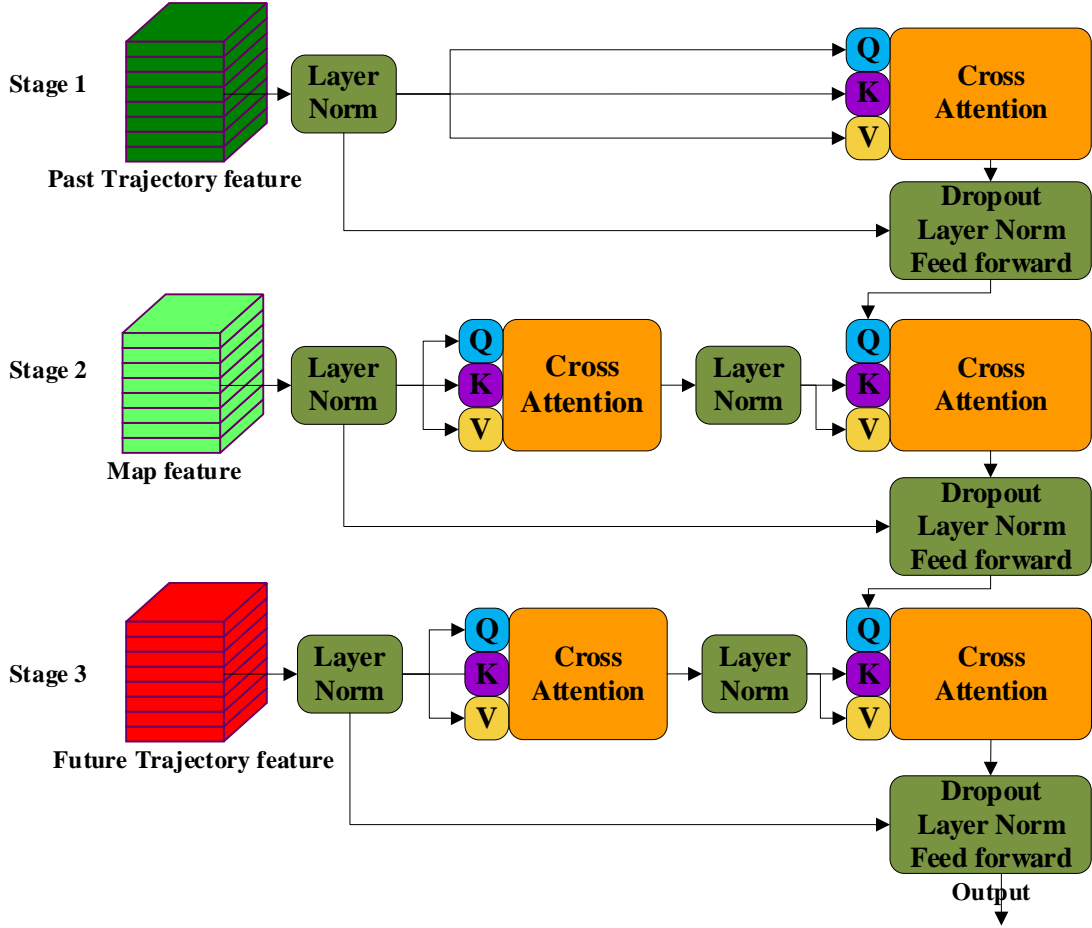 Stage 1
Layer
Norm
Q
K
V
Cross
Attention
Past Trajectory feature
Dropout
Layer Norm
Feed forward
Stage 2
Layer
Norm
Q
K
V
Cross
Attention
Layer
Norm
Q
K
V
Cross
Attention
Map feature
Dropout
Layer Norm
Feed forward
Stage 3
Layer
Norm
Q
K
V
Cross
Attention
Layer
Norm
Q
K
V
Cross
Attention
Future Trajectory feature
Dropout
Layer Norm
Feed forward
Output